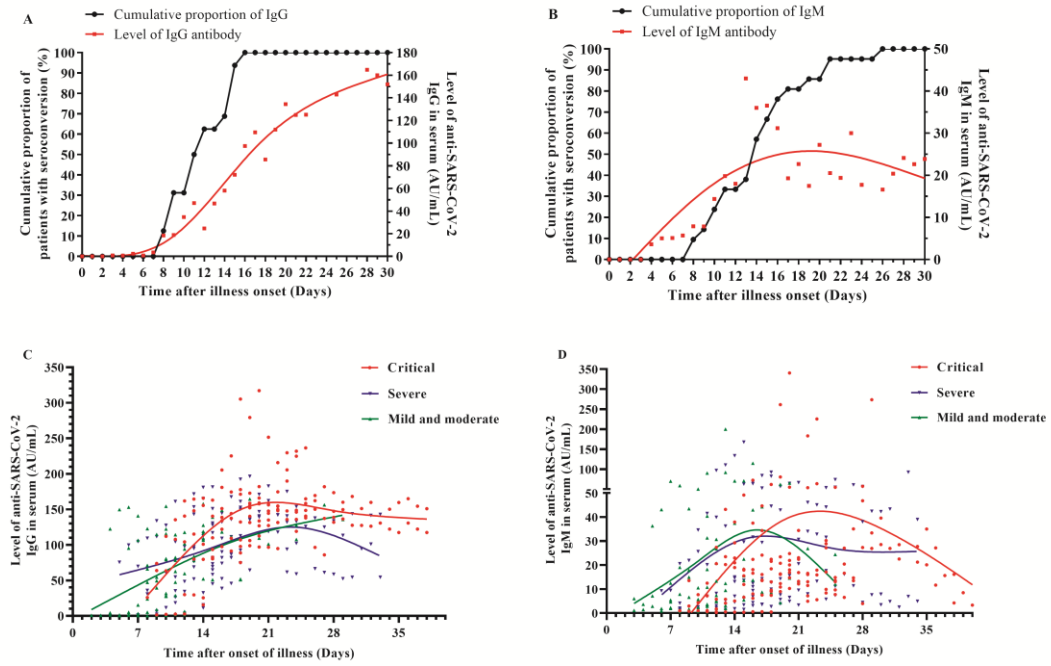 A
Cumulative proportion of IgG
Level of IgG antibody
Cumulative proportion of
patients with seroconversion (%)
100
90
80
70
60
50
40
30
20
10
0
180
160
140
120
100
80
60
40
20
0
Level of anti-SARS-CoV-2
IgG in serum (AU/mL)
0 2 4 6 8 10 12 14 16 18 20 22 24 26 28 30
Time after illness onset (Days)
B
Cumulative proportion of IgM
Level of IgM antibody
Cumulative proportion of
patients with seroconversion (%)
100
90
80
70
60
50
40
30
20
10
0
50
40
30
20
10
0
Level of anti-SARS-CoV-2
IgM in serum (AU/mL)
0 2 4 6 8 10 12 14 16 18 20 22 24 26 28 30
Time after illness onset (Days)
C
Critical
Severe
Mild and moderate
Level of anti-SARS-CoV-2
IgG in serum (AU/mL)
350
300
250
200
150
100
50
0
0 7 14 21 28 35
Time after onset of illness (Days)
D
Critical
Severe
Mild and moderate
Level of anti-SARS-CoV-2
IgM in serum (AU/mL)
350
300
250
200
150
100
50
40
30
20
10
0
0 7 14 21 28 35
Time after onset of illness (Days)